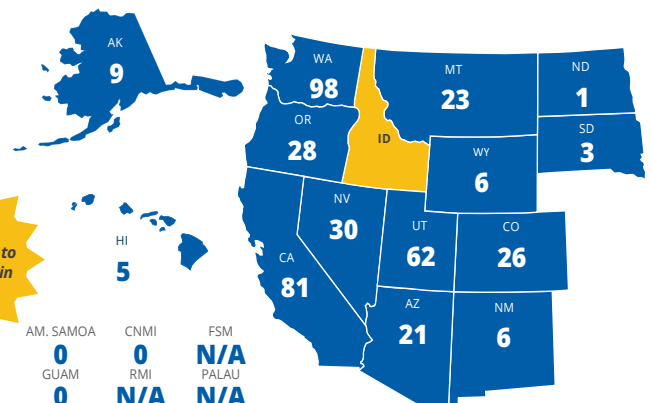 AK
9
WA
98
MT
23
ND
1
OR
28
ID
SD
3
WY
6
NV
30
to
in
HI
5
UT
62
CO
26
CA
81
AZ
21
NM
6
AM. SAMOA CNMI FSM
0 0 N/A
GUAM RMI PALAU
0 N/A N/A